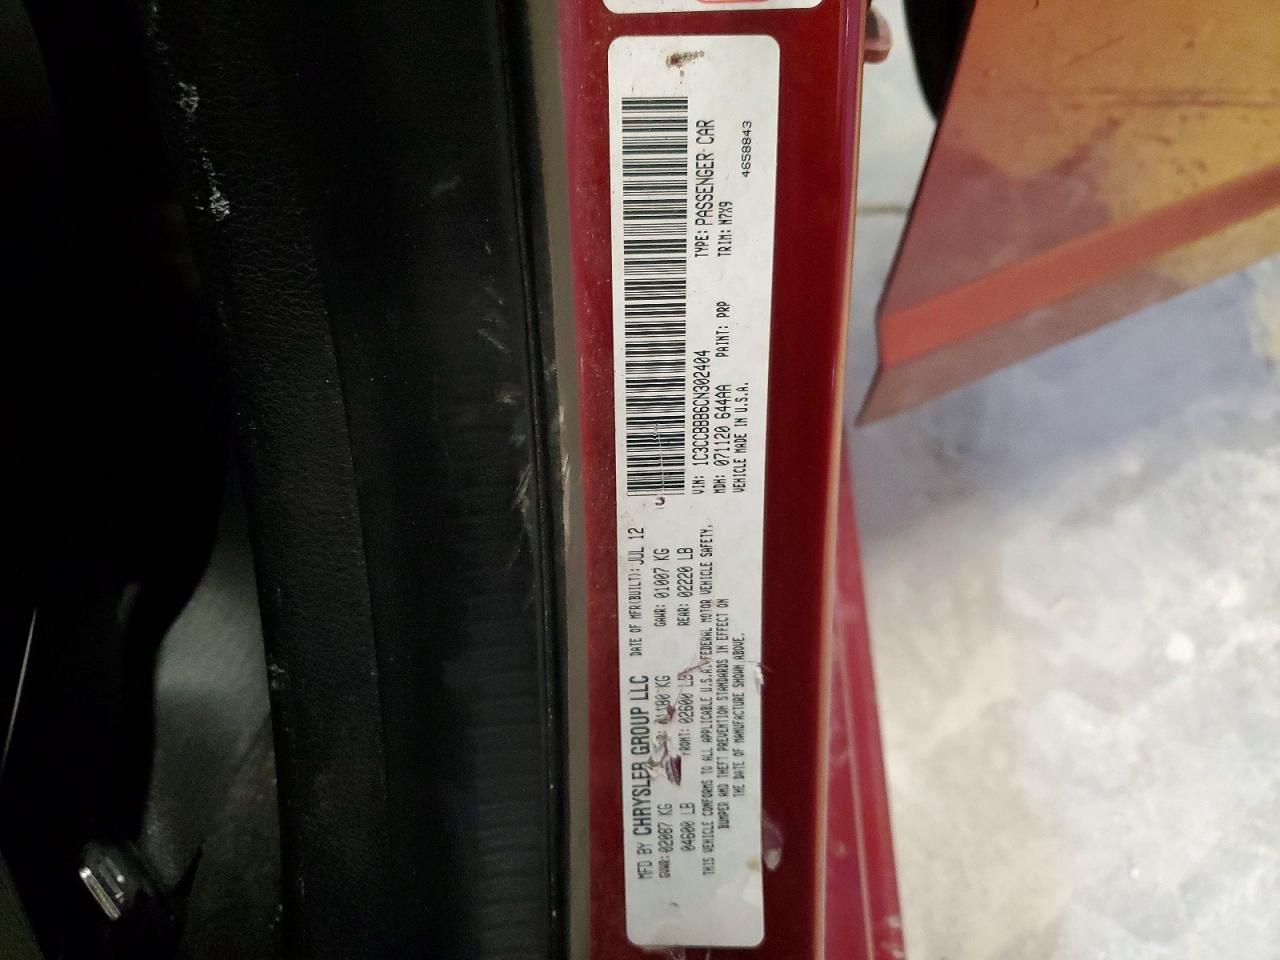 MFD BY CHRYSLER GROUP LLC DATE OF MFR(BUILT): JUL 12
GVWR: 02087 KG 01180 KG GAWR: 01007 KG
04600 LB FRONT: 02600 LB REAR: 02220 LB
THIS VEHICLE CONFORMS TO ALL APPLICABLE U.S.A. FEDERAL MOTOR VEHICLE SAFETY,
BUMPER AND THEFT PREVENTION STANDARDS IN EFFECT ON
THE DATE OF MANUFACTURE SHOWN ABOVE.
VIN: 1C3CCBBB6CN302404 TYPE: PASSENGER CAR
MDH: 071120 644AA PAINT: PRP TRIM: N7X9
VEHICLE MADE IN U.S.A. 4658843